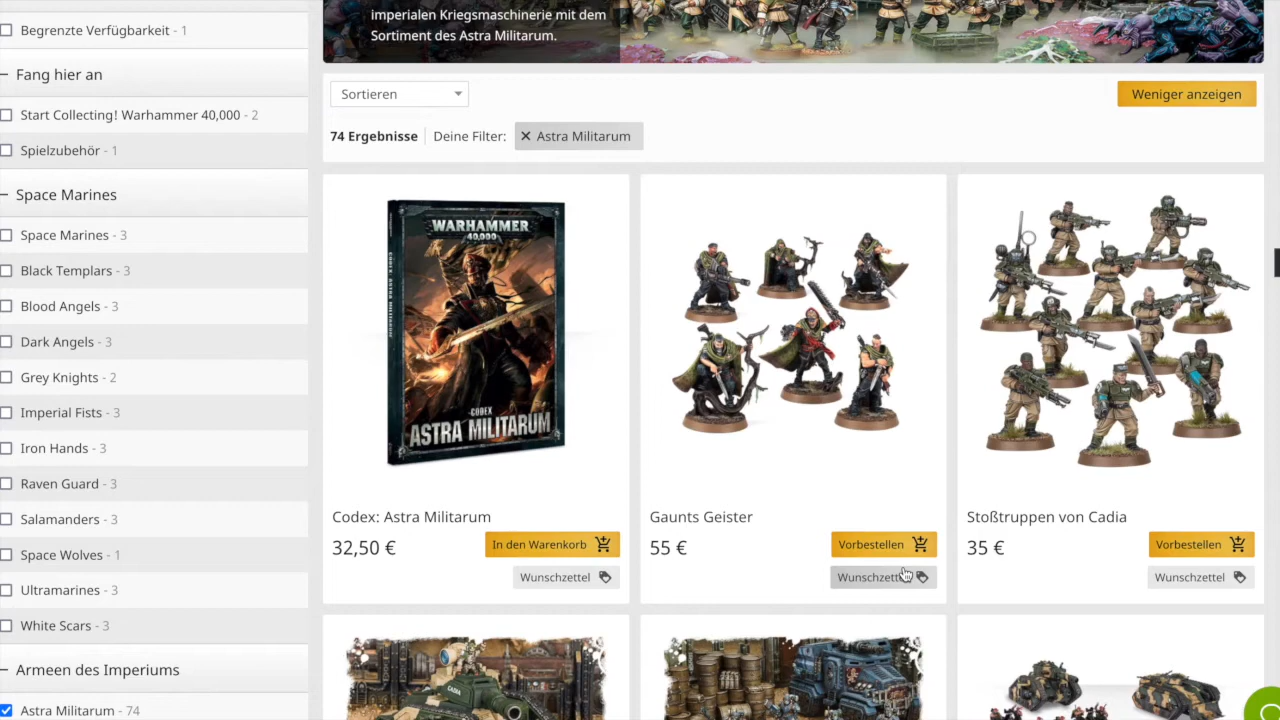 imperialen Kriegsmaschinerie mit dem
Sortiment des Astra Militarum.
Begrenzte Verfügbarkeit - 1
Fang hier an
Start Collecting! Warhammer 40,000 - 2
Spielzubehör - 1
Space Marines
Space Marines - 3
Black Templars - 3
Blood Angels - 3
Dark Angels - 3
Grey Knights - 2
Imperial Fists - 3
Iron Hands - 3
Raven Guard - 3
Salamanders - 3
Space Wolves - 1
Ultramarines - 3
White Scars - 3
Armeen des Imperiums
Astra Militarum - 74
Sortieren
Weniger anzeigen
74 Ergebnisse
Deine Filter:
Astra Militarum
WARHAMMER
40,000
CODEX
ASTRA MILITARUM
Codex: Astra Militarum
32,50 €
In den Warenkorb
Wunschzettel
Gaunts Geister
55 €
Vorbestellen
Stoßtruppen von Cadia
35 €
Vorbestellen
Wunschzettel
CADIA